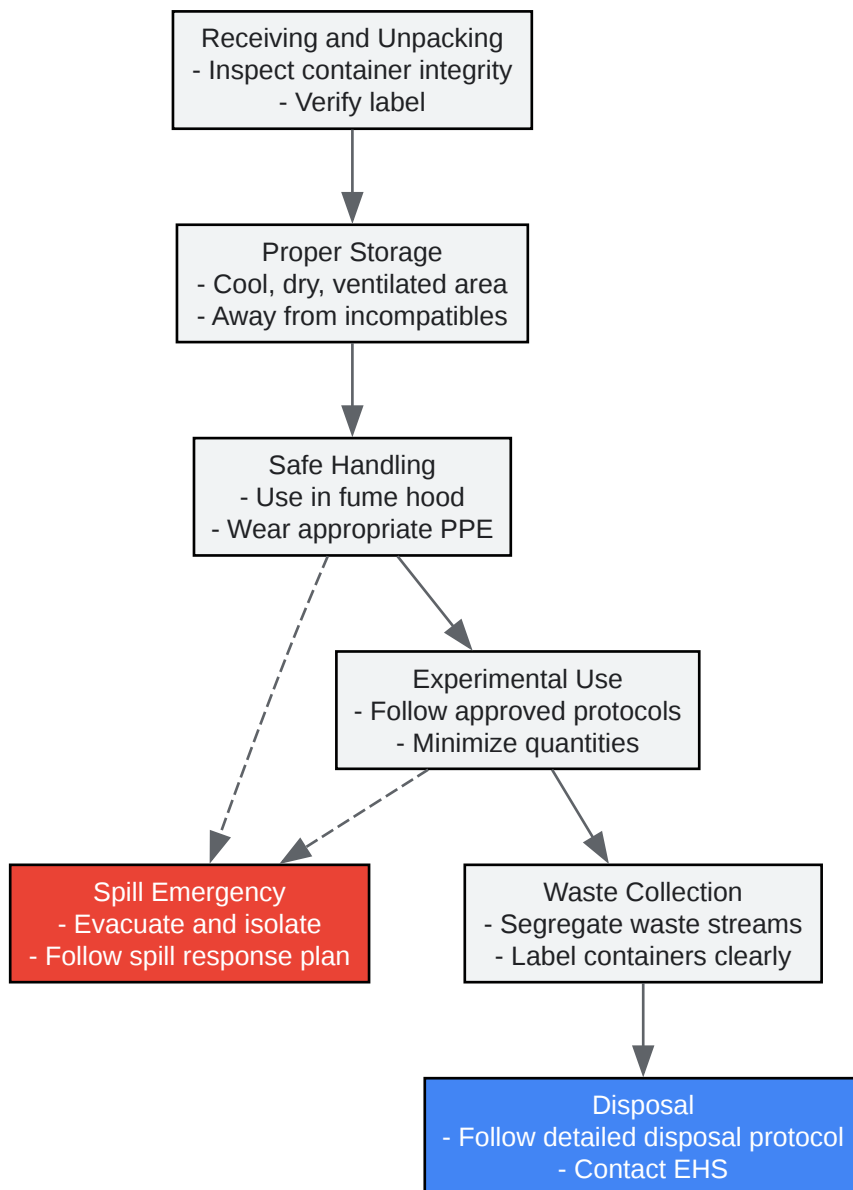 Receiving and Unpacking
- Inspect container integrity
- Verify label
Proper Storage
- Cool, dry, ventilated area
- Away from incompatibles
Safe Handling
- Use in fume hood
- Wear appropriate PPE
Experimental Use
- Follow approved protocols
- Minimize quantities
Spill Emergency
- Evacuate and isolate
- Follow spill response plan
Waste Collection
- Segregate waste streams
- Label containers clearly
Disposal
- Follow detailed disposal protocol
- Contact EHS